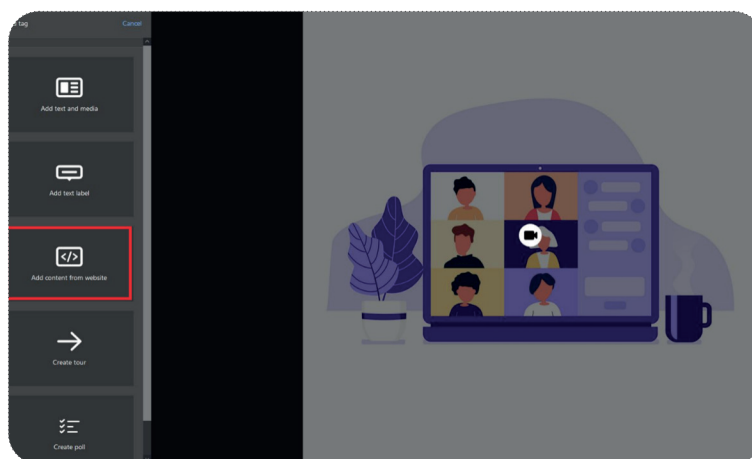 tag
Cancel
Add text and media
Add text label
</>
Add content from website
Create tour
Create poll